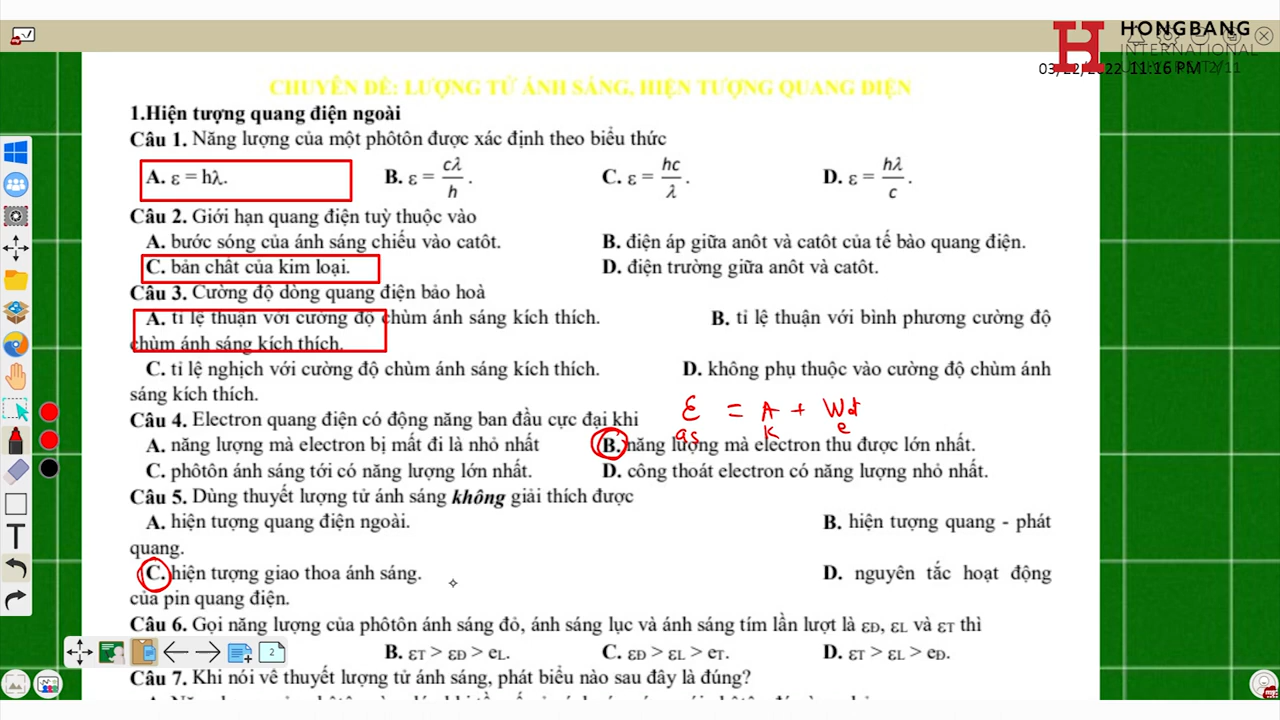 HONGBANG
INTERNATIONAL
UNIVERSITY
03/22/2022 11:16 PM
2/11
CHUYÊN ĐỀ: LƯỢNG TỬ ÁNH SÁNG, HIỆN TƯỢNG QUANG ĐIỆN
1.Hiện tượng quang điện ngoài
Câu 1. Năng lượng của một phôtôn được xác định theo biểu thức
A. ε = hλ. B. ε = cλ/h . C. ε = hc/λ . D. ε = hλ/c .
Câu 2. Giới hạn quang điện tuỳ thuộc vào
A. bước sóng của ánh sáng chiếu vào catôt. B. điện áp giữa anôt và catôt của tế bào quang điện.
C. bản chất của kim loại. D. điện trường giữa anôt và catôt.
Câu 3. Cường độ dòng quang điện bảo hoà
A. tỉ lệ thuận với cường độ chùm ánh sáng kích thích. B. tỉ lệ thuận với bình phương cường độ
chùm ánh sáng kích thích.
C. tỉ lệ nghịch với cường độ chùm ánh sáng kích thích. D. không phụ thuộc vào cường độ chùm ánh
sáng kích thích.
ε = A + Wđ
as K e
Câu 4. Electron quang điện có động năng ban đầu cực đại khi
A. năng lượng mà electron bị mất đi là nhỏ nhất B. năng lượng mà electron thu được lớn nhất.
C. phôtôn ánh sáng tới có năng lượng lớn nhất. D. công thoát electron có năng lượng nhỏ nhất.
Câu 5. Dùng thuyết lượng tử ánh sáng không giải thích được
A. hiện tượng quang điện ngoài. B. hiện tượng quang - phát
quang.
C. hiện tượng giao thoa ánh sáng. D. nguyên tắc hoạt động
của pin quang điện.
Câu 6. Gọi năng lượng của phôtôn ánh sáng đỏ, ánh sáng lục và ánh sáng tím lần lượt là εĐ, εL và εT thì
B. εT > εĐ > eL. C. εĐ > εL > eT. D. εT > εL > eĐ.
2
Câu 7. Khi nói về thuyết lượng tử ánh sáng, phát biểu nào sau đây là đúng?